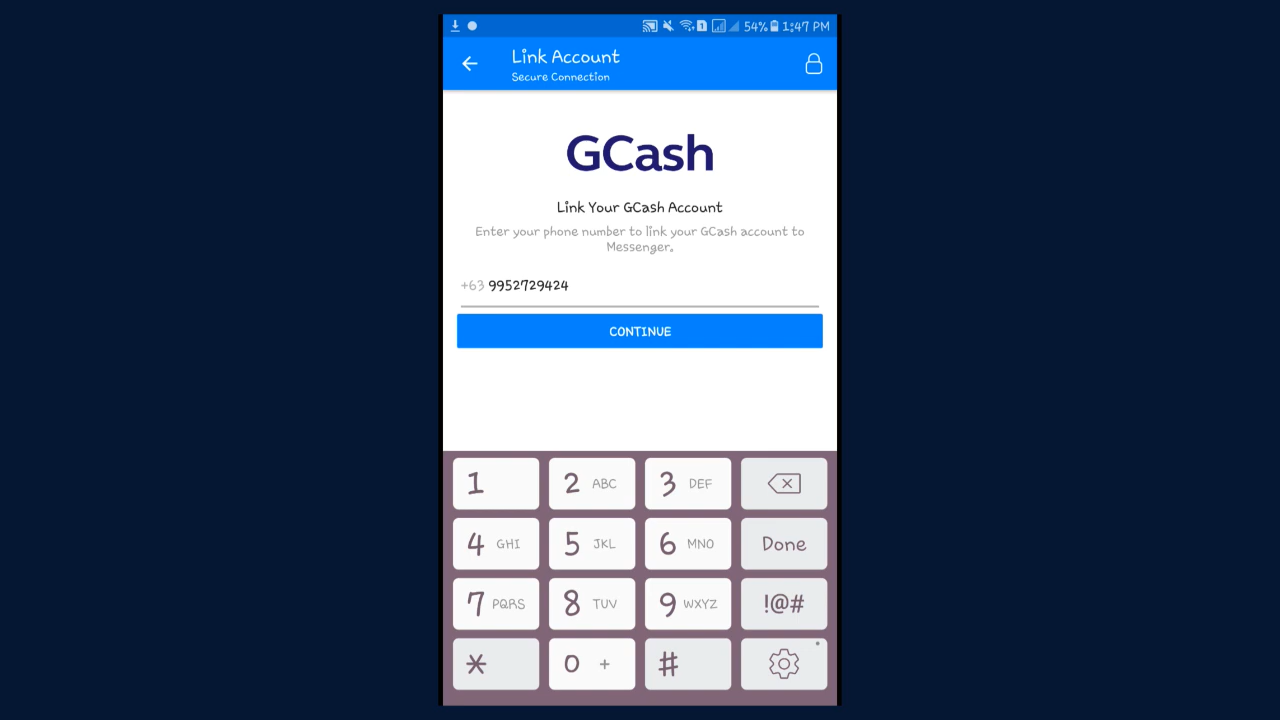 1 54% 1:47 PM
Link Account
Secure Connection
GCash
Link Your GCash Account
Enter your phone number to link your GCash account to
Messenger.
+63 9952729424
CONTINUE
1 2 ABC 3 DEF
4 GHI 5 JKL 6 MNO Done
7 PQRS 8 TUV 9 WXYZ !@#
* 0 + #